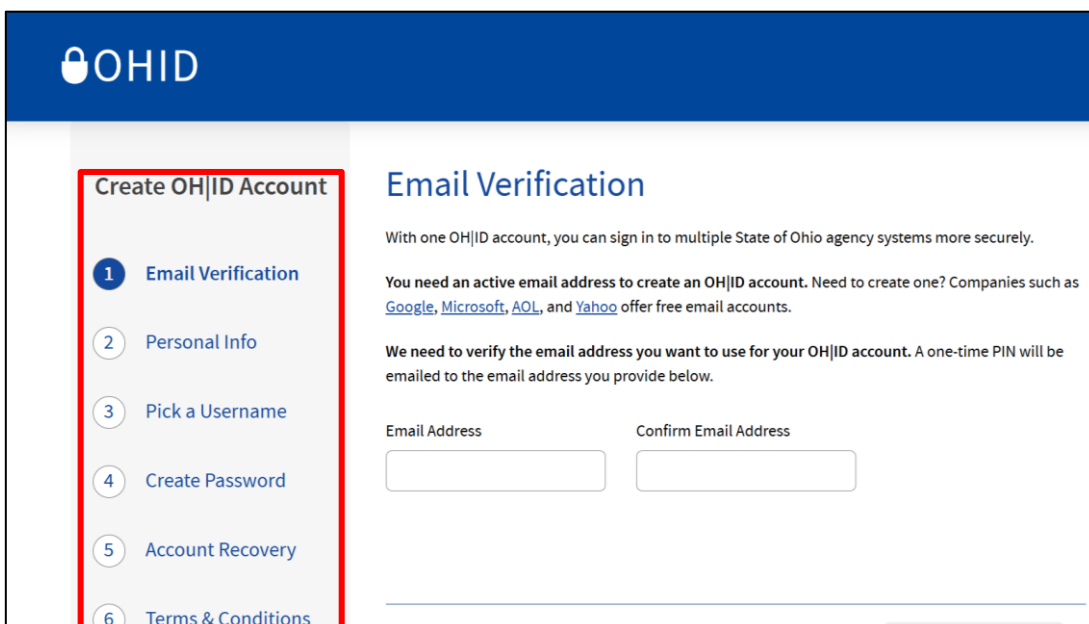 OHID
Create OH|ID Account
1 Email Verification
2 Personal Info
3 Pick a Username
4 Create Password
5 Account Recovery
6 Terms & Conditions
Email Verification
With one OH|ID account, you can sign in to multiple State of Ohio agency systems more securely.
You need an active email address to create an OH|ID account. Need to create one? Companies such as
Google, Microsoft, AOL, and Yahoo offer free email accounts.
We need to verify the email address you want to use for your OH|ID account. A one-time PIN will be
emailed to the email address you provide below.
Email Address
Confirm Email Address